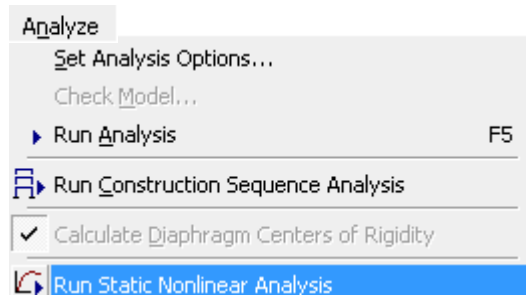 Analyze
Set Analysis Options...
Check Model...
Run Analysis F5
Run Construction Sequence Analysis
Calculate Diaphragm Centers of Rigidity
Run Static Nonlinear Analysis